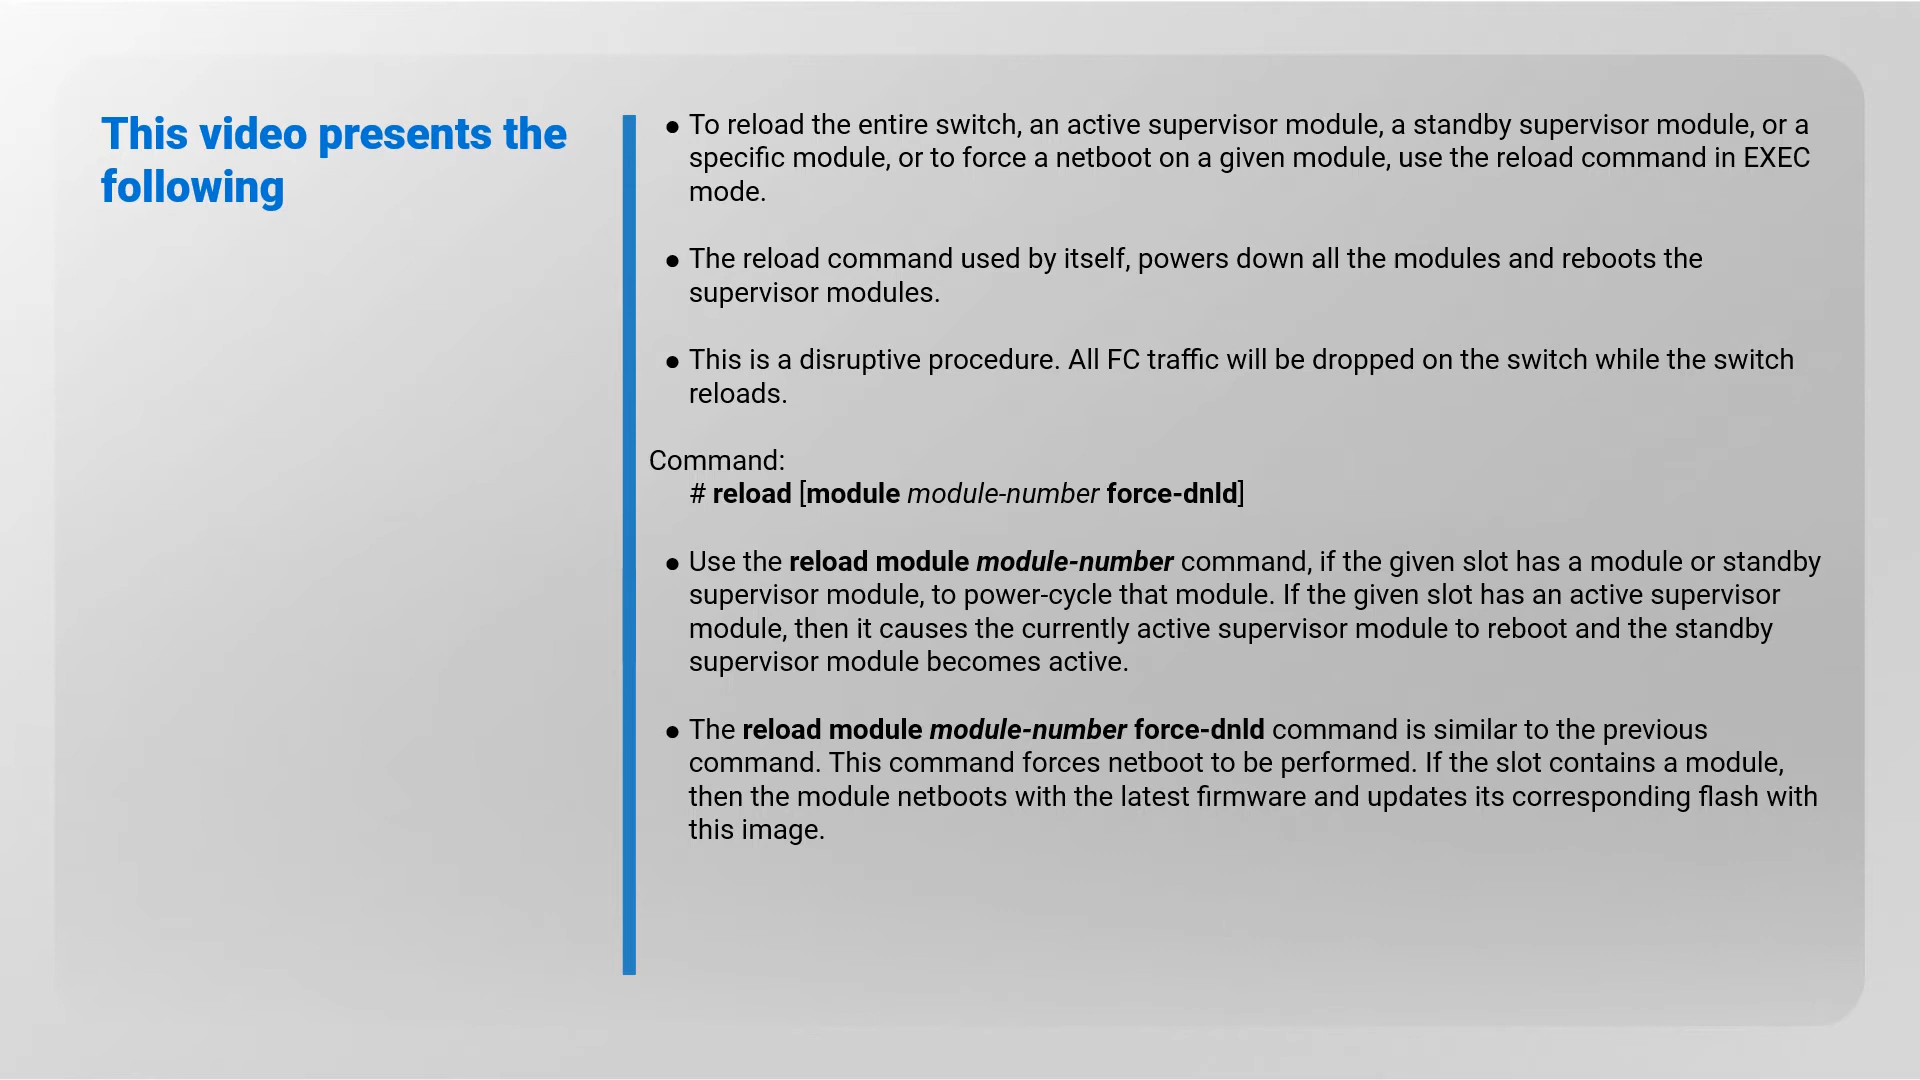 This video presents the
following
● To reload the entire switch, an active supervisor module, a standby supervisor module, or a
specific module, or to force a netboot on a given module, use the reload command in EXEC
mode.
● The reload command used by itself, powers down all the modules and reboots the
supervisor modules.
● This is a disruptive procedure. All FC traffic will be dropped on the switch while the switch
reloads.
Command:
# reload [module module-number force-dnld]
● Use the reload module module-number command, if the given slot has a module or standby
supervisor module, to power-cycle that module. If the given slot has an active supervisor
module, then it causes the currently active supervisor module to reboot and the standby
supervisor module becomes active.
● The reload module module-number force-dnld command is similar to the previous
command. This command forces netboot to be performed. If the slot contains a module,
then the module netboots with the latest firmware and updates its corresponding flash with
this image.